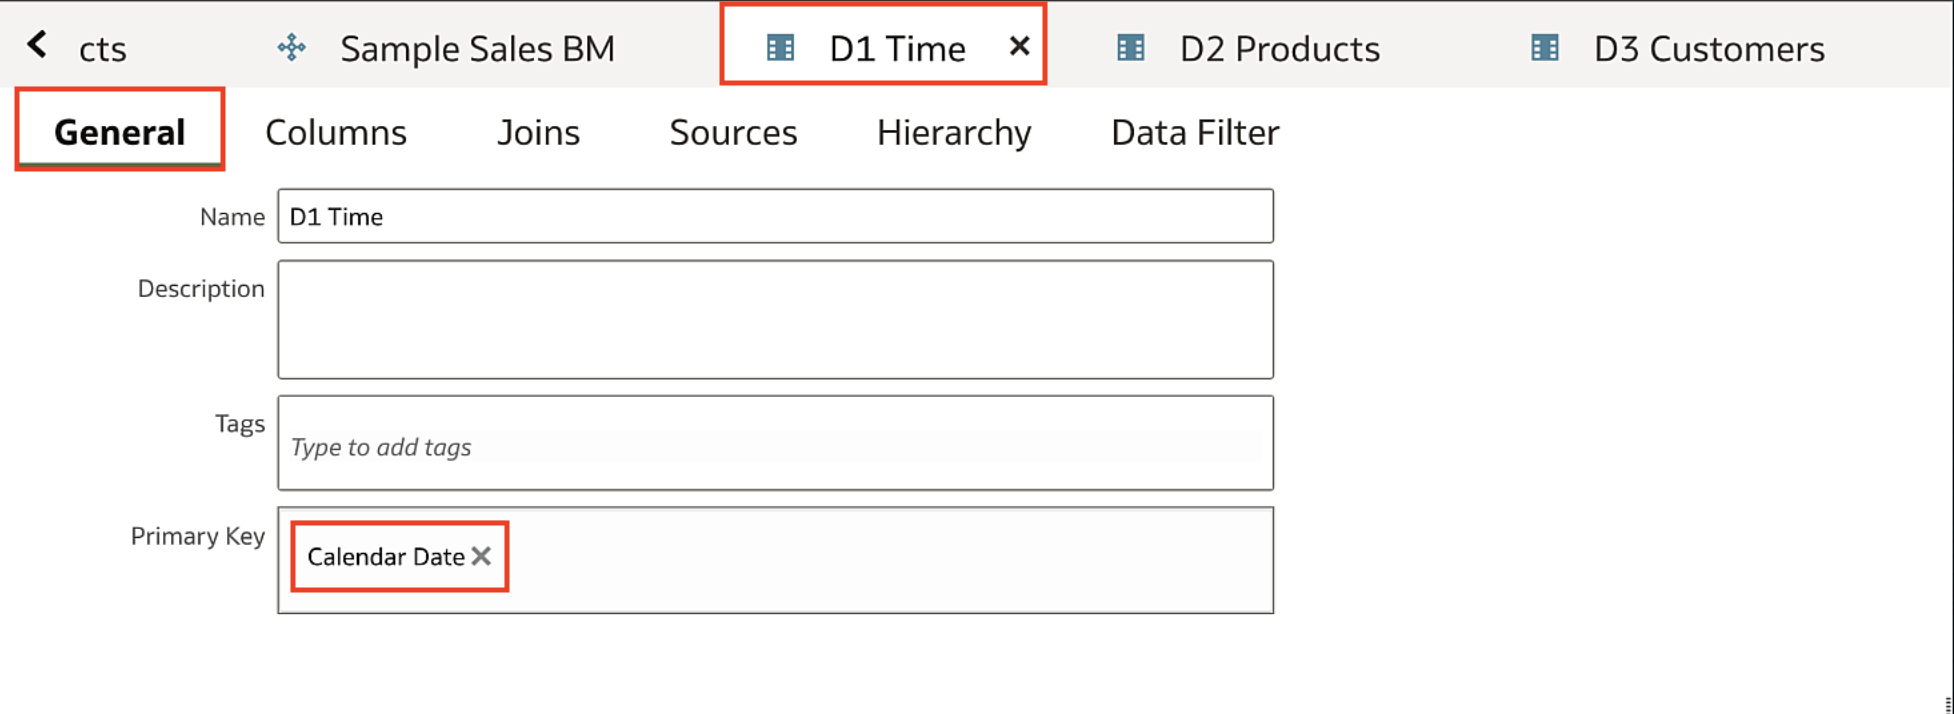 cts Sample Sales BM D1 Time D2 Products D3 Customers
General Columns Joins Sources Hierarchy Data Filter
Name D1 Time
Description
Tags
Type to add tags
Primary Key
Calendar Date